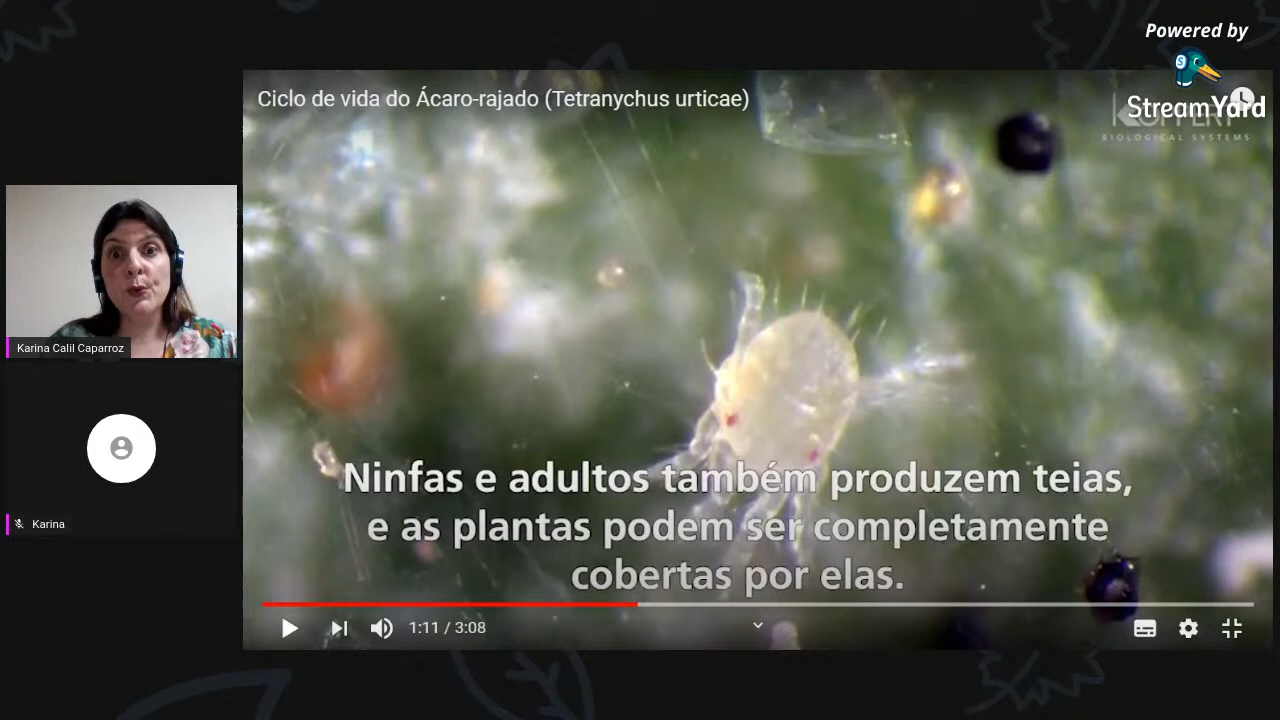 Powered by
StreamYard
Ciclo de vida do Ácaro-rajado (Tetranychus urticae)
KOPPERT
BIOLOGICAL SYSTEMS
Karina Calil Caparroz
Karina
Ninfas e adultos também produzem teias,
e as plantas podem ser completamente
cobertas por elas.
1:11 / 3:08